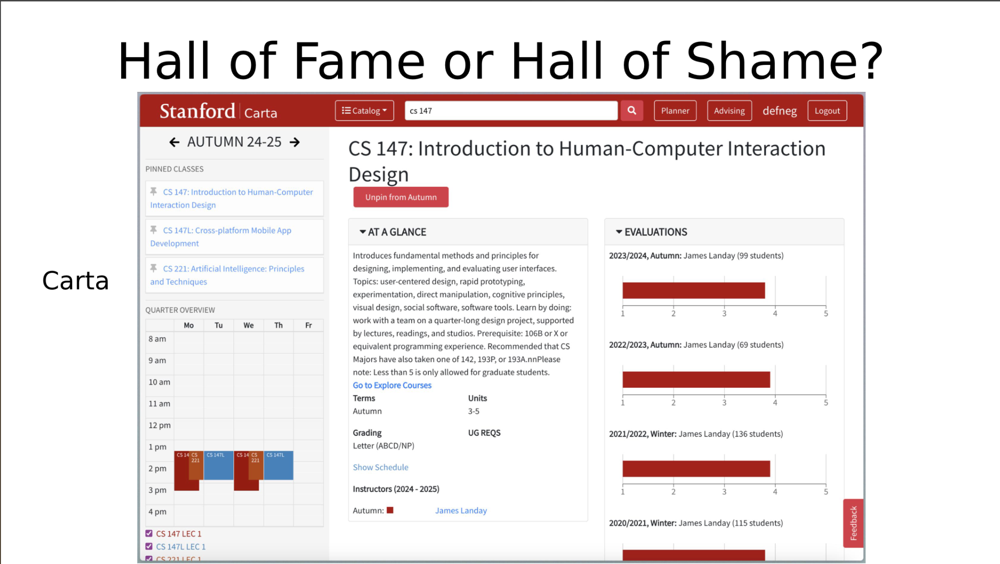 Hall of Fame or Hall of Shame?
Carta
Stanford Carta
Catalog
cs 147
Planner
Advising
defneg
Logout
AUTUMN 24-25
PINNED CLASSES
CS 147: Introduction to Human-Computer
Interaction Design
CS 147L: Cross-platform Mobile App
Development
CS 221: Artificial Intelligence: Principles
and Techniques
QUARTER OVERVIEW
Mo Tu We Th Fr
8 am
9 am
10 am
11 am
12 pm
1 pm
CS 14 CS 221 CS 147L CS 14 CS 221 CS 147L
2 pm
3 pm
4 pm
CS 147 LEC 1
CS 147L LEC 1
CS 221 LEC 1
CS 147: Introduction to Human-Computer Interaction
Design
Unpin from Autumn
AT A GLANCE
Introduces fundamental methods and principles for
designing, implementing, and evaluating user interfaces.
Topics: user-centered design, rapid prototyping,
experimentation, direct manipulation, cognitive principles,
visual design, social software, software tools. Learn by doing:
work with a team on a quarter-long design project, supported
by lectures, readings, and studios. Prerequisite: 106B or X or
equivalent programming experience. Recommended that CS
Majors have also taken one of 142, 193P, or 193A.nnPlease
note: Less than 5 is only allowed for graduate students.
Go to Explore Courses
Terms Units
Autumn 3-5
Grading UG REQS
Letter (ABCD/NP)
Show Schedule
Instructors (2024 - 2025)
Autumn: James Landay
EVALUATIONS
2023/2024, Autumn: James Landay (99 students)
1 2 3 4 5
2022/2023, Autumn: James Landay (69 students)
1 2 3 4 5
2021/2022, Winter: James Landay (136 students)
1 2 3 4 5
2020/2021, Winter: James Landay (115 students)
Feedback